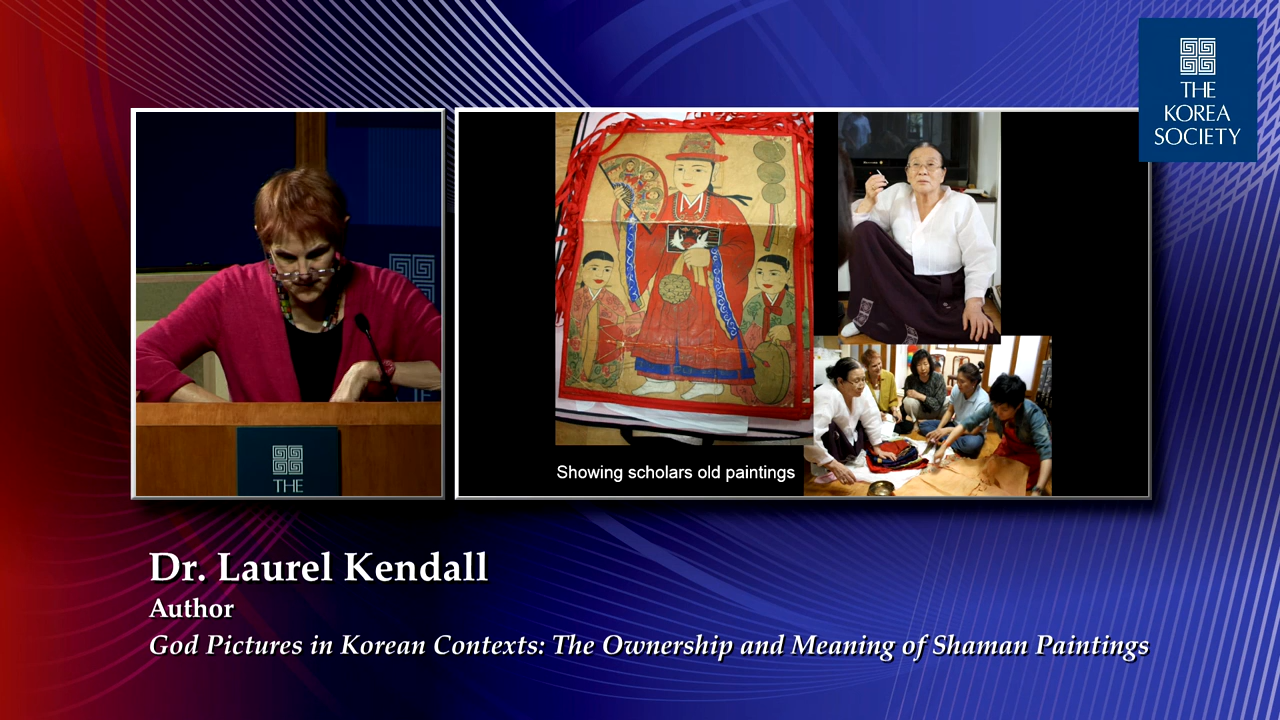 THE
KOREA
SOCIETY
THE
Showing scholars old paintings
Dr. Laurel Kendall
Author
God Pictures in Korean Contexts: The Ownership and Meaning of Shaman Paintings